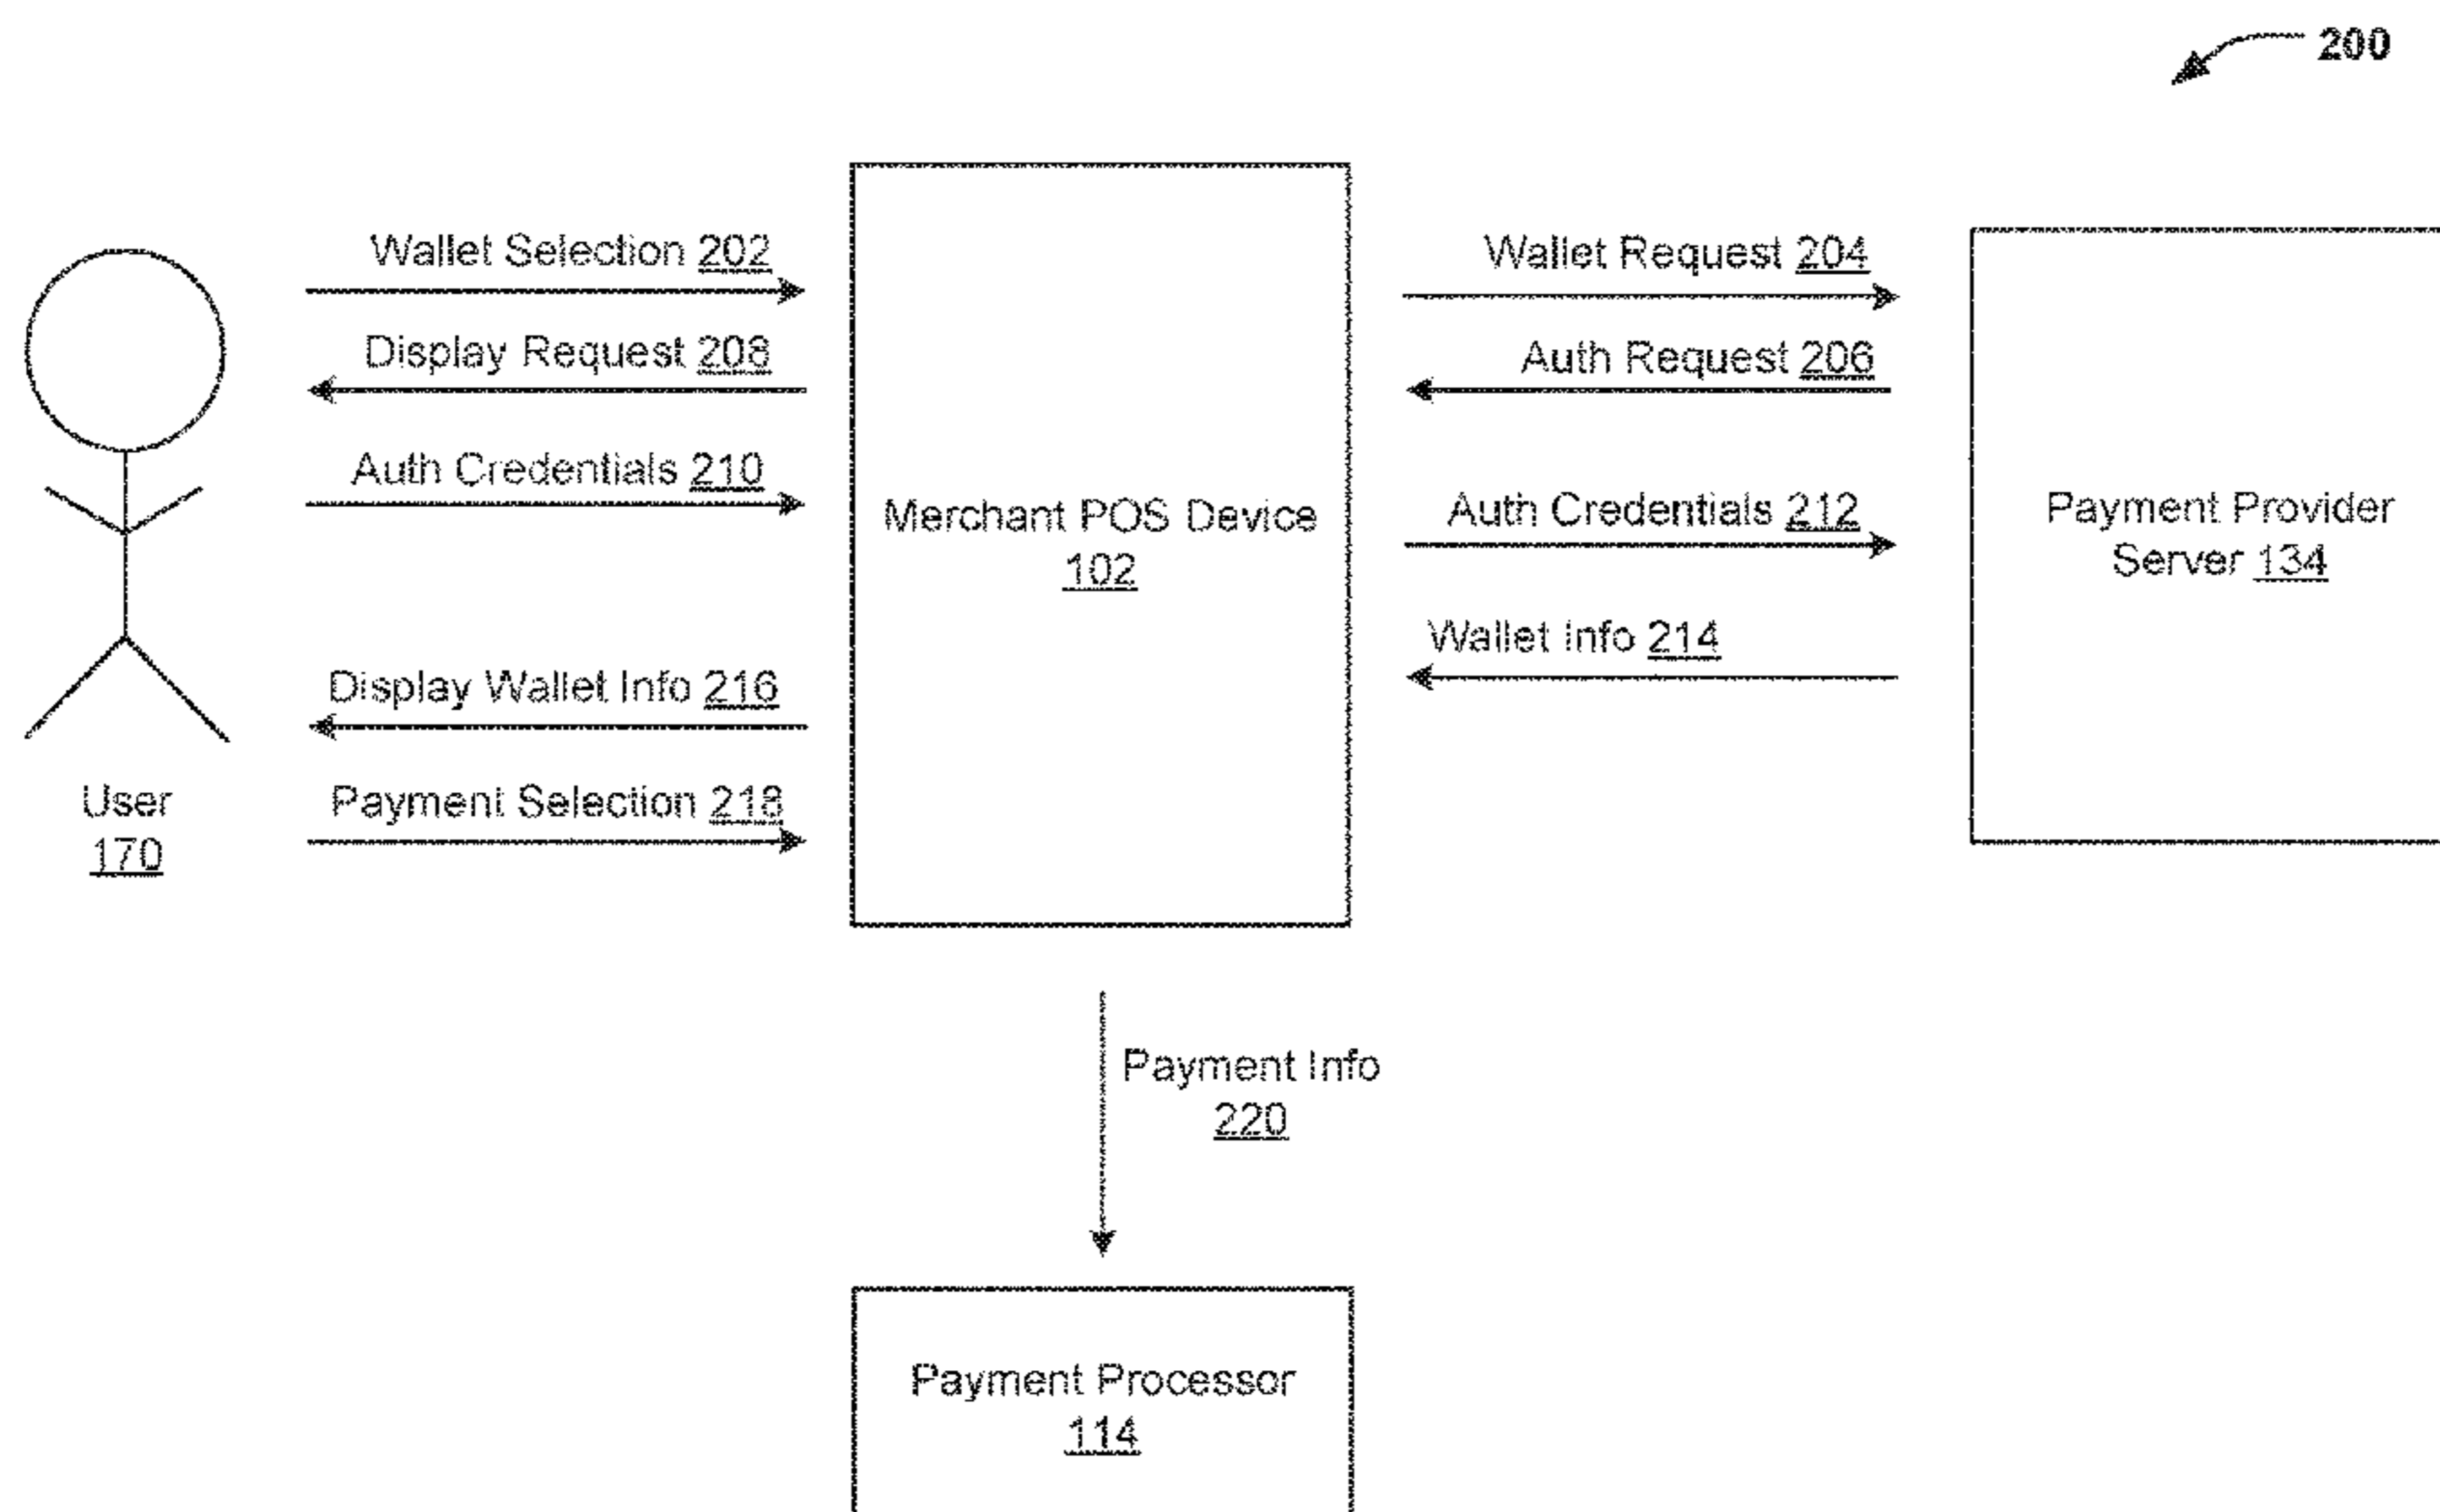 200
Wallet Selection 202
Wallet Request 204
Display Request 208
Auth Request 206
Auth Credentials 210
Merchant POS Device
102
Auth Credentials 212
Payment Provider
Server 134
Wallet Info 214
Display Wallet Info 216
Payment Selection 218
User
170
Payment Info
220
Payment Processor
114